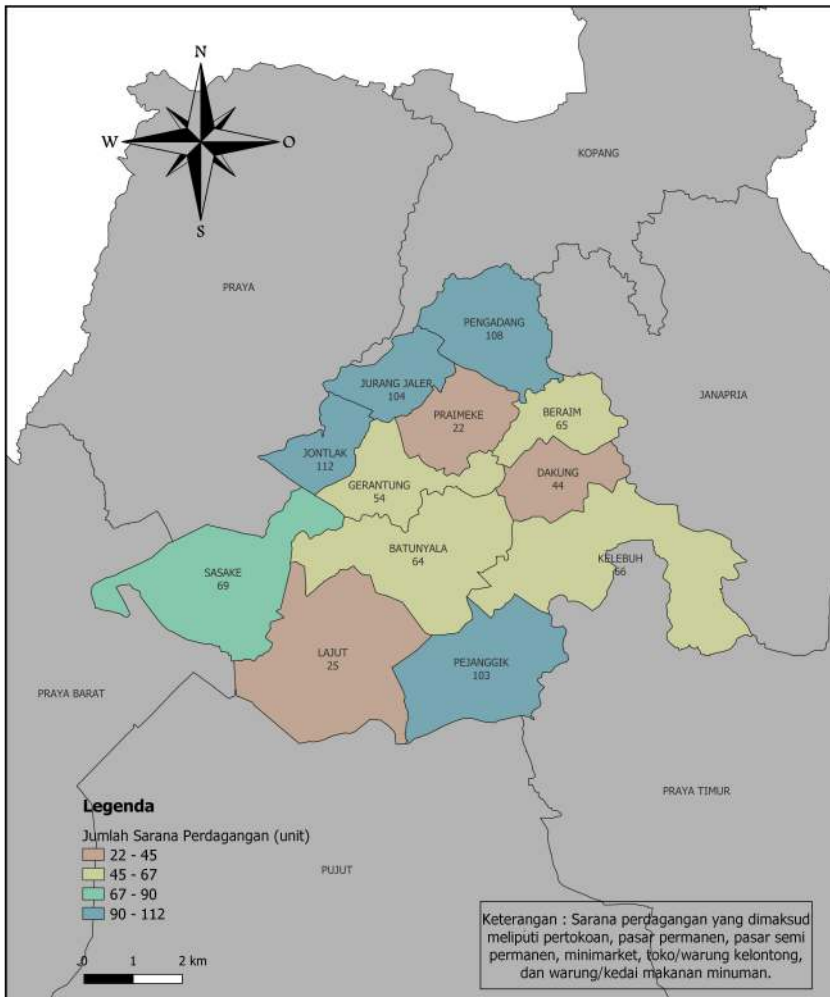 N
W
O
S
KOPANG
PRAYA
PENGADANG
108
JURANG JALER
104
JANAPRIA
PRAIMEKE
22
BERAIM
65
JONTLAK
112
GERANTUNG
54
DAKUNG
44
BATUNYALA
64
KELEBUH
66
SASAKE
69
LAJUT
25
PEJANGGIK
103
PRAYA BARAT
PRAYA TIMUR
PUJUT
Legenda
Jumlah Sarana Perdagangan (unit)
22 - 45
45 - 67
67 - 90
90 - 112
0 1 2 km
Keterangan : Sarana perdagangan yang dimaksud
meliputi pertokoan, pasar permanen, pasar semi
permanen, minimarket, toko/warung kelontong,
dan warung/kedai makanan minuman.